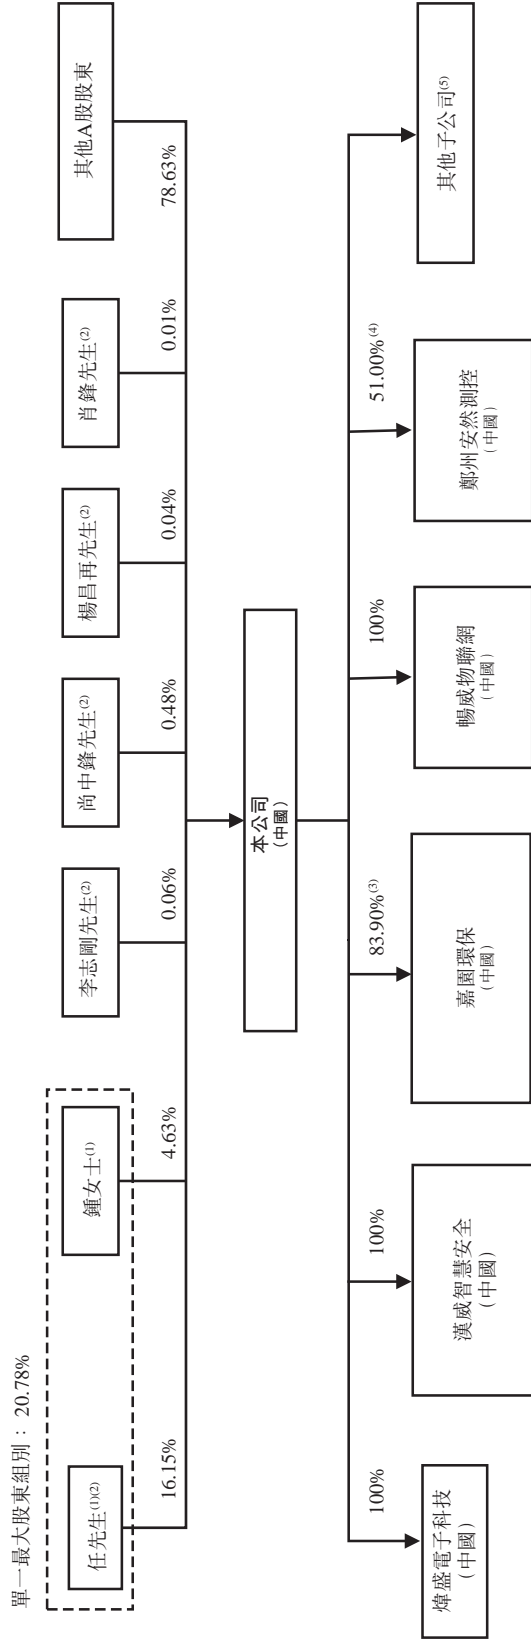 單一最大股東組別：20.78%
任先生(1)(2)
鍾女士(1)
李志剛先生(2)
尚中鋒先生(2)
楊昌再先生(2)
肖鋒先生(2)
其他A股股東
16.15%
4.63%
0.06%
0.48%
0.04%
0.01%
78.63%
本公司
（中國）
100%
100%
83.90%(3)
100%
51.00%(4)
煒盛電子科技
（中國）
漢威智慧安全
（中國）
嘉園環保
（中國）
暢威物聯網
（中國）
鄭州安然測控
（中國）
其他子公司(5)